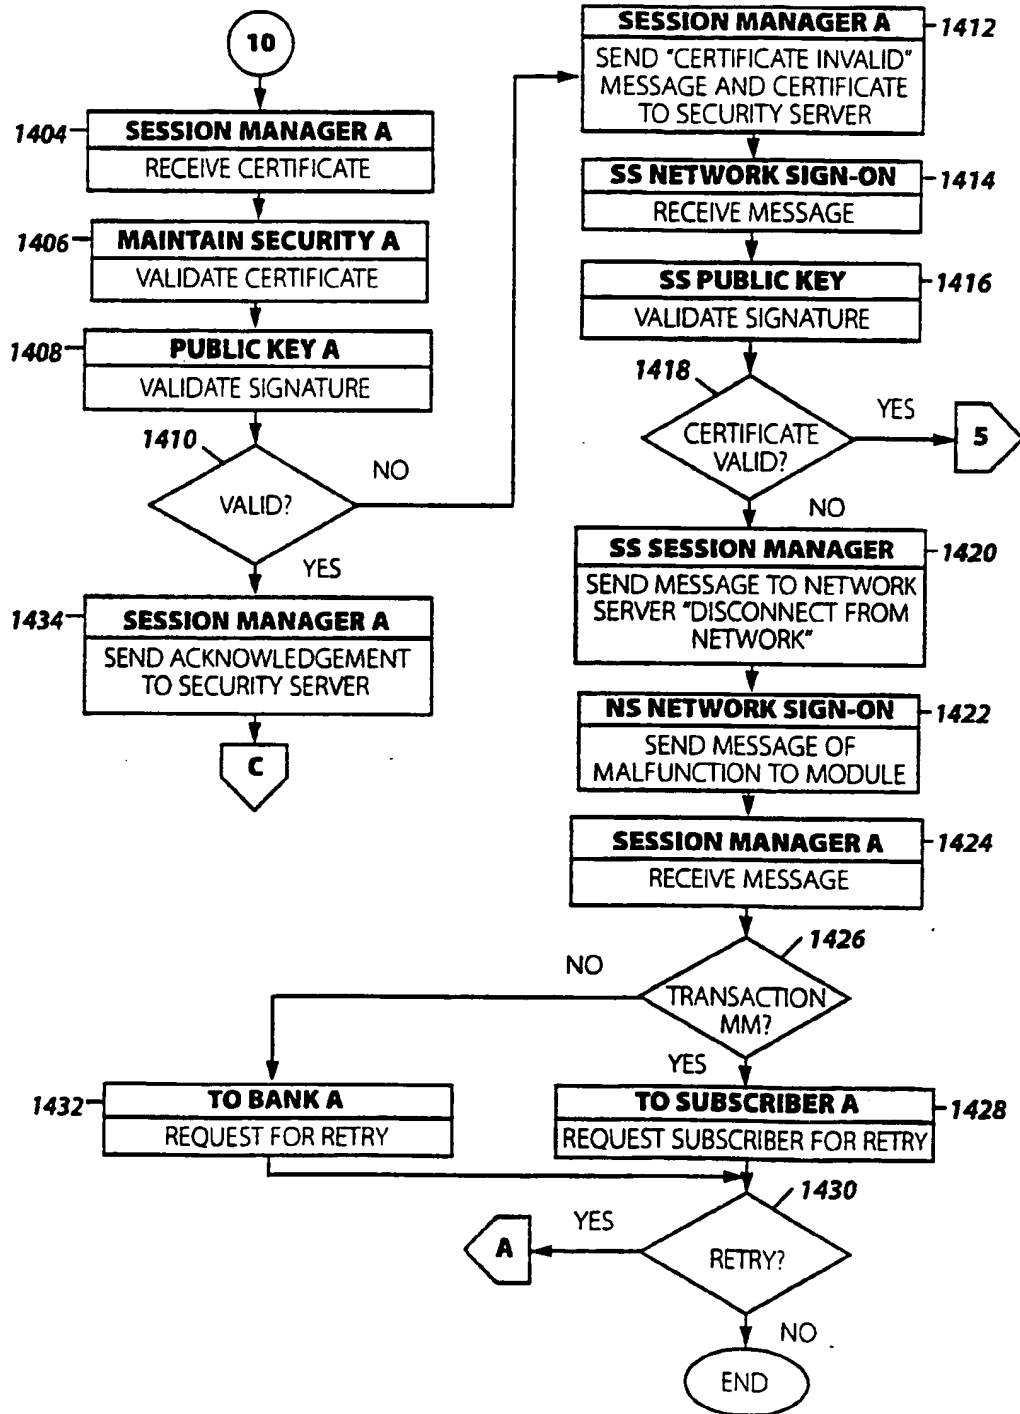 10
1404
SESSION MANAGER A
RECEIVE CERTIFICATE
1406
MAINTAIN SECURITY A
VALIDATE CERTIFICATE
1408
PUBLIC KEY A
VALIDATE SIGNATURE
1410
VALID?
NO
YES
1434
SESSION MANAGER A
SEND ACKNOWLEDGEMENT
TO SECURITY SERVER
C
SESSION MANAGER A
1412
SEND "CERTIFICATE INVALID"
MESSAGE AND CERTIFICATE
TO SECURITY SERVER
SS NETWORK SIGN-ON
1414
RECEIVE MESSAGE
SS PUBLIC KEY
1416
VALIDATE SIGNATURE
1418
CERTIFICATE
VALID?
YES
5
NO
SS SESSION MANAGER
1420
SEND MESSAGE TO NETWORK
SERVER "DISCONNECT FROM
NETWORK"
NS NETWORK SIGN-ON
1422
SEND MESSAGE OF
MALFUNCTION TO MODULE
SESSION MANAGER A
1424
RECEIVE MESSAGE
1426
TRANSACTION
MM?
NO
YES
1432
TO BANK A
REQUEST FOR RETRY
TO SUBSCRIBER A
1428
REQUEST SUBSCRIBER FOR RETRY
1430
RETRY?
YES
A
NO
END